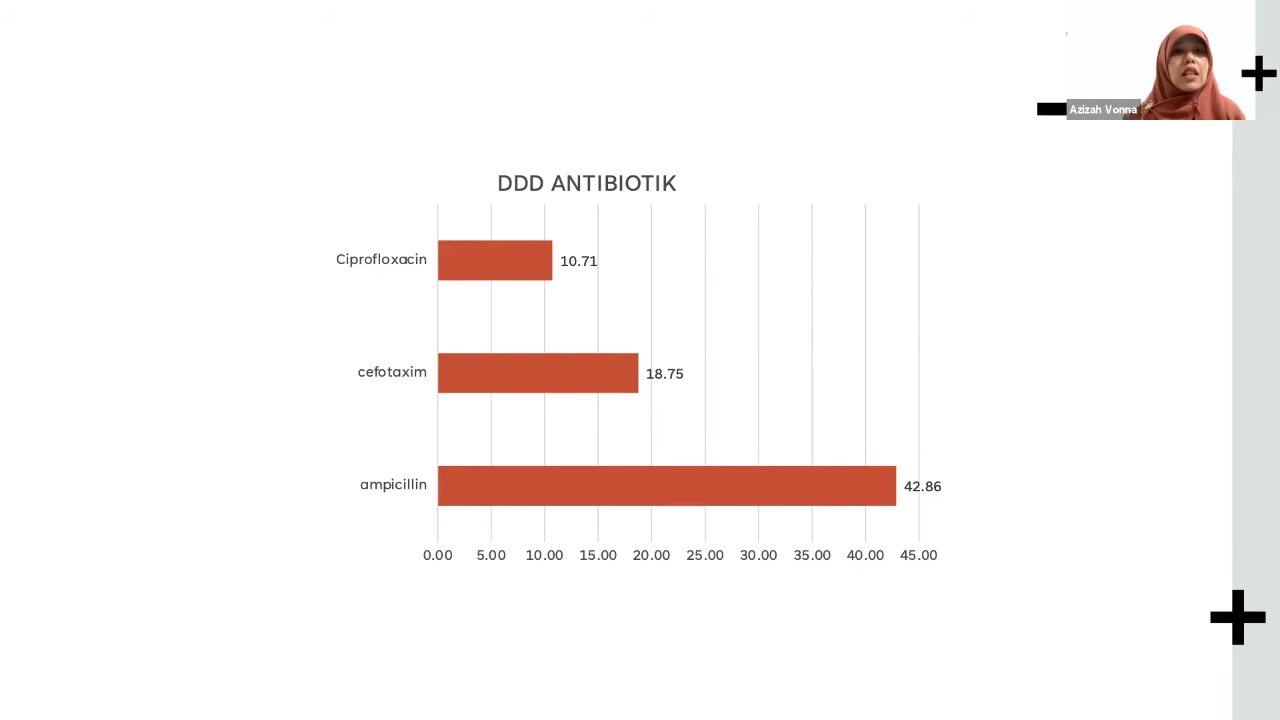 Azizah Vonna
DDD ANTIBIOTIK
Ciprofloxacin 10.71
cefotaxim 18.75
ampicillin 42.86
0.00 5.00 10.00 15.00 20.00 25.00 30.00 35.00 40.00 45.00